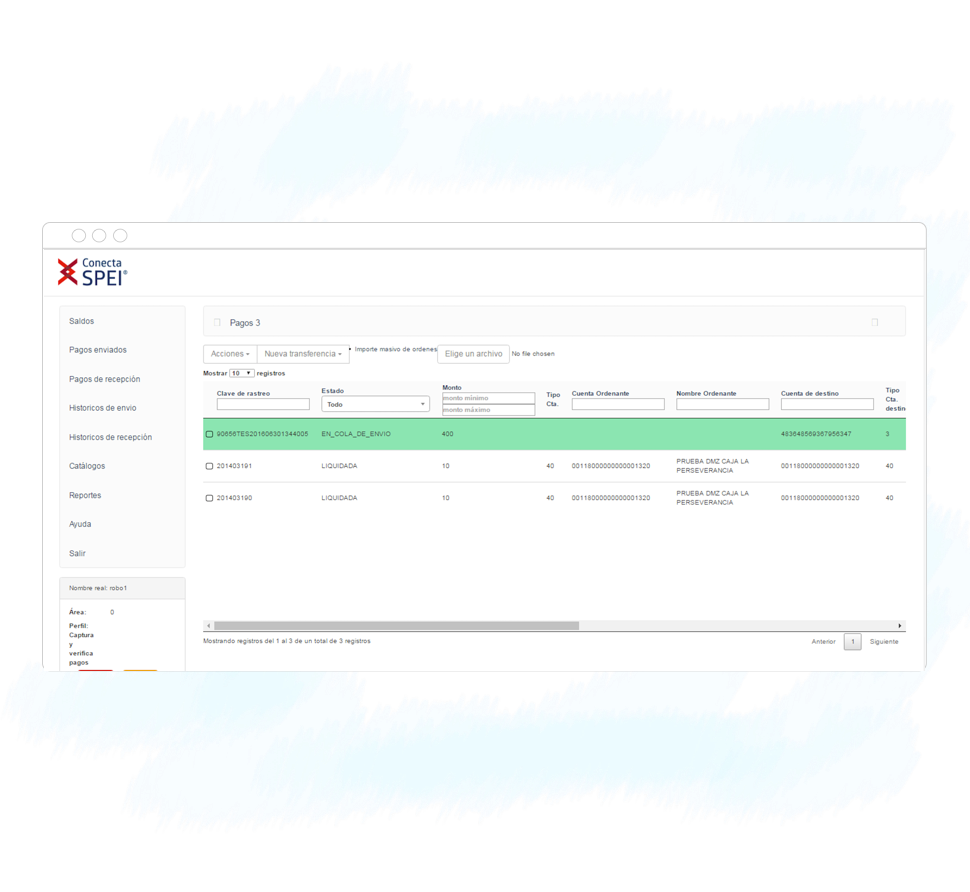 Conecta
SPEI®
Saldos
Pagos enviados
Pagos de recepción
Historicos de envio
Historicos de recepción
Catálogos
Reportes
Ayuda
Salir
Nombre real: robo1
Área: 0
Perfil:
Captura
y
verifica
pagos
Pagos 3
Acciones
Nueva transferencia
Importe masivo de ordenes
Elige un archivo
No file chosen
Mostrar 10 registros
Clave de rastreo
Estado
Todo
Monto
monto mínimo
monto máximo
Tipo
Cta.
Cuenta Ordenante
Nombre Ordenante
Cuenta de destino
Tipo
Cta.
destin
90656TES201606301344005 EN_COLA_DE_ENVIO 400 483648569367956347 3
201403191 LIQUIDADA 10 40 00118000000000001320 PRUEBA DMZ CAJA LA
PERSEVERANCIA 00118000000000001320 40
201403190 LIQUIDADA 10 40 00118000000000001320 PRUEBA DMZ CAJA LA
PERSEVERANCIA 00118000000000001320 40
Mostrando registros del 1 al 3 de un total de 3 registros
Anterior 1 Siguiente